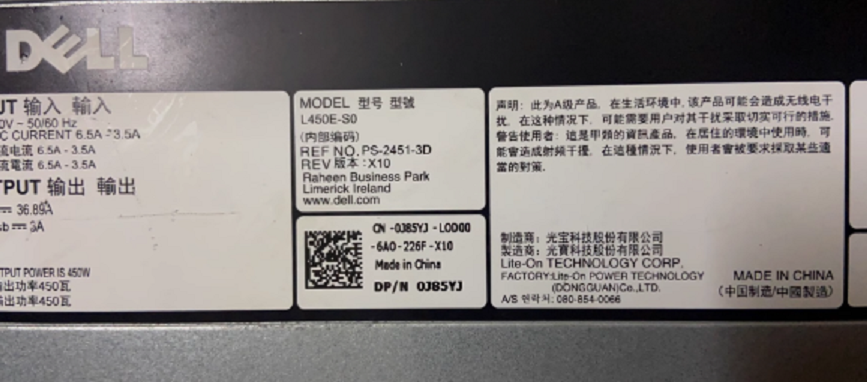 DELL
UT 输入 輸入
0V ~ 50/60 Hz
C CURRENT 6.5A - 3.5A
流电流 6.5A - 3.5A
流電流 6.5A - 3.5A
TPUT 输出 輸出
36.89A
sb 3A
TPUT POWER IS 450W
出功率450瓦
出功率450瓦
MODEL 型号 型號
L450E-S0
(内部编码)
REF NO. PS-2451-3D
REV 版本 : X10
Raheen Business Park
Limerick Ireland
www.dell.com
CN -0J85YJ -LOD00
-6A0-226F-X10
Made in China
DP/N 0J85YJ
声明: 此为A级产品, 在生活环境中, 该产品可能会造成无线电干
扰, 在这种情况下, 可能需要用户对其干扰采取切实可行的措施.
警告使用者: 這是甲類的資訊產品, 在居住的環境中使用時, 可
能會造成射頻干擾, 在這種情況下, 使用者會被要求採取某些適
當的對策.
制造商: 光宝科技股份有限公司
製造商: 光寶科技股份有限公司
Lite-On TECHNOLOGY CORP.
FACTORY:Lite-On POWER TECHNOLOGY
(DONGGUAN)Co.,LTD.
A/S 연락처: 080-854-0066
MADE IN CHINA
(中国制造/中國製造)